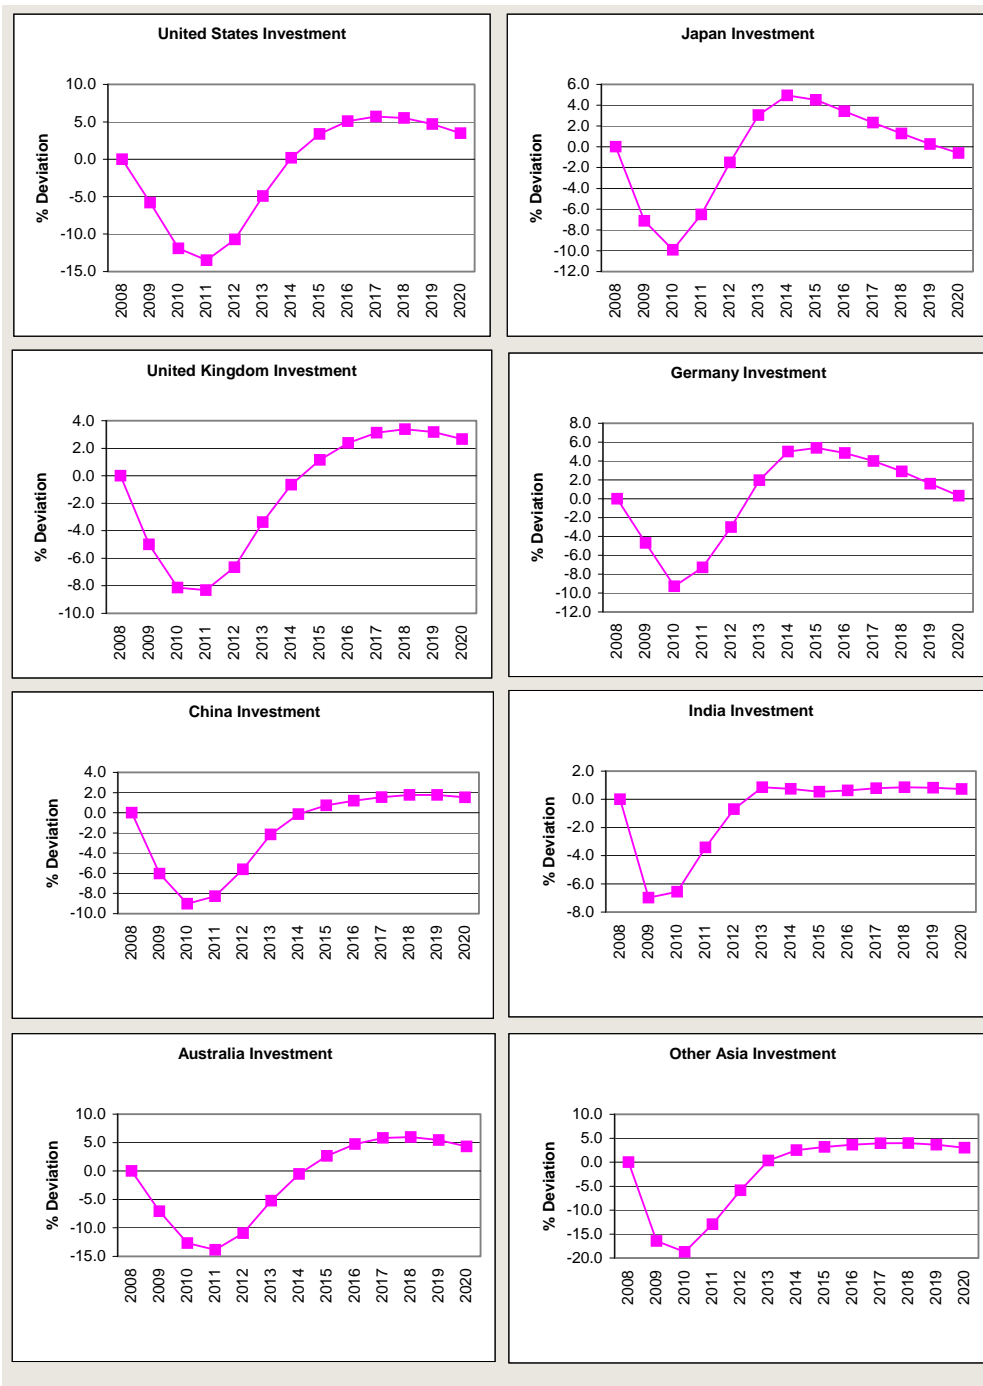 United States Investment
% Deviation
10.0
5.0
0.0
-5.0
-10.0
-15.0
2008 2009 2010 2011 2012 2013 2014 2015 2016 2017 2018 2019 2020
Japan Investment
% Deviation
6.0
4.0
2.0
0.0
-2.0
-4.0
-6.0
-8.0
-10.0
-12.0
2008 2009 2010 2011 2012 2013 2014 2015 2016 2017 2018 2019 2020
United Kingdom Investment
% Deviation
4.0
2.0
0.0
-2.0
-4.0
-6.0
-8.0
-10.0
2008 2009 2010 2011 2012 2013 2014 2015 2016 2017 2018 2019 2020
Germany Investment
% Deviation
8.0
6.0
4.0
2.0
0.0
-2.0
-4.0
-6.0
-8.0
-10.0
-12.0
2008 2009 2010 2011 2012 2013 2014 2015 2016 2017 2018 2019 2020
China Investment
% Deviation
4.0
2.0
0.0
-2.0
-4.0
-6.0
-8.0
-10.0
2008 2009 2010 2011 2012 2013 2014 2015 2016 2017 2018 2019 2020
India Investment
% Deviation
2.0
0.0
-2.0
-4.0
-6.0
-8.0
2008 2009 2010 2011 2012 2013 2014 2015 2016 2017 2018 2019 2020
Australia Investment
% Deviation
10.0
5.0
0.0
-5.0
-10.0
-15.0
2008 2009 2010 2011 2012 2013 2014 2015 2016 2017 2018 2019 2020
Other Asia Investment
% Deviation
10.0
5.0
0.0
-5.0
-10.0
-15.0
-20.0
2008 2009 2010 2011 2012 2013 2014 2015 2016 2017 2018 2019 2020